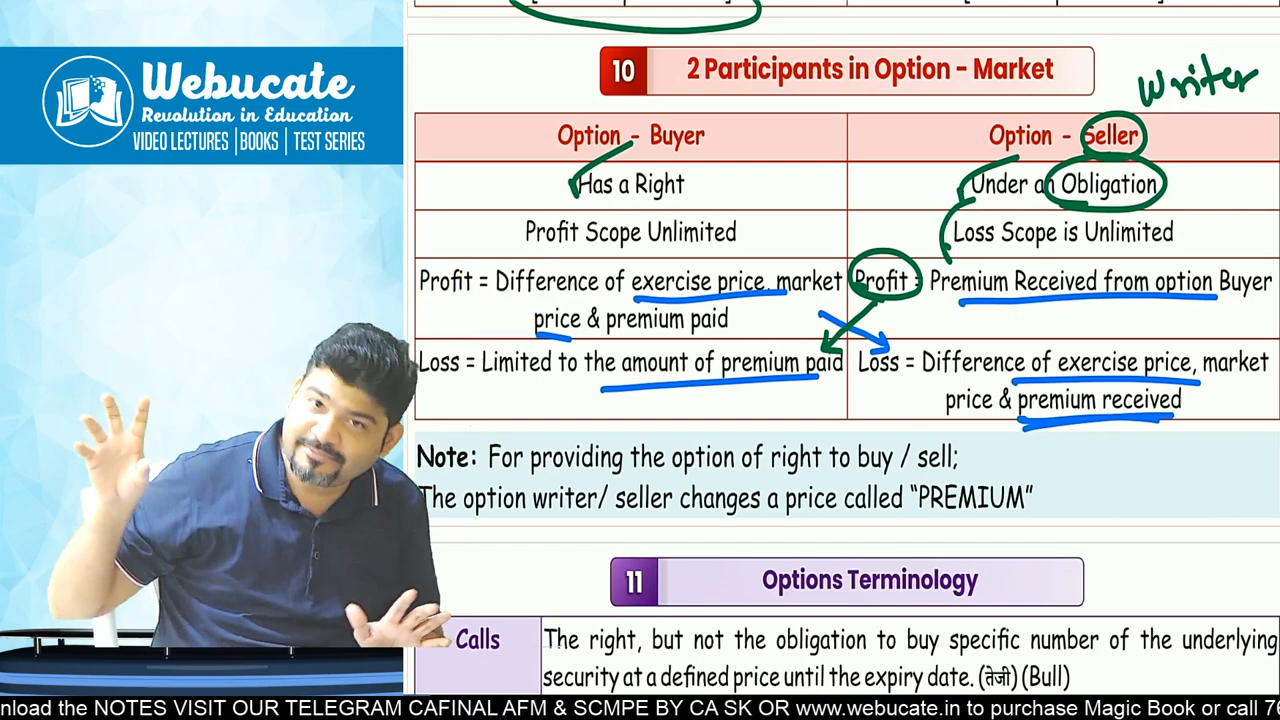 Webucate
Revolution in Education
VIDEO LECTURES | BOOKS | TEST SERIES
10 2 Participants in Option - Market
Writer
Option - Buyer Option - Seller
Has a Right Under an Obligation
Profit Scope Unlimited Loss Scope is Unlimited
Profit = Difference of exercise price, market Profit = Premium Received from option Buyer
price & premium paid
Loss = Limited to the amount of premium paid Loss = Difference of exercise price, market
price & premium received
Note: For providing the option of right to buy / sell;
The option writer/ seller changes a price called “PREMIUM”
11 Options Terminology
Calls The right, but not the obligation to buy specific number of the underlying
security at a defined price until the expiry date. (तेजी) (Bull)
nload the NOTES VISIT OUR TELEGRAM CAFINAL AFM & SCMPE BY CA SK OR www.webucate.in to purchase Magic Book or call 76